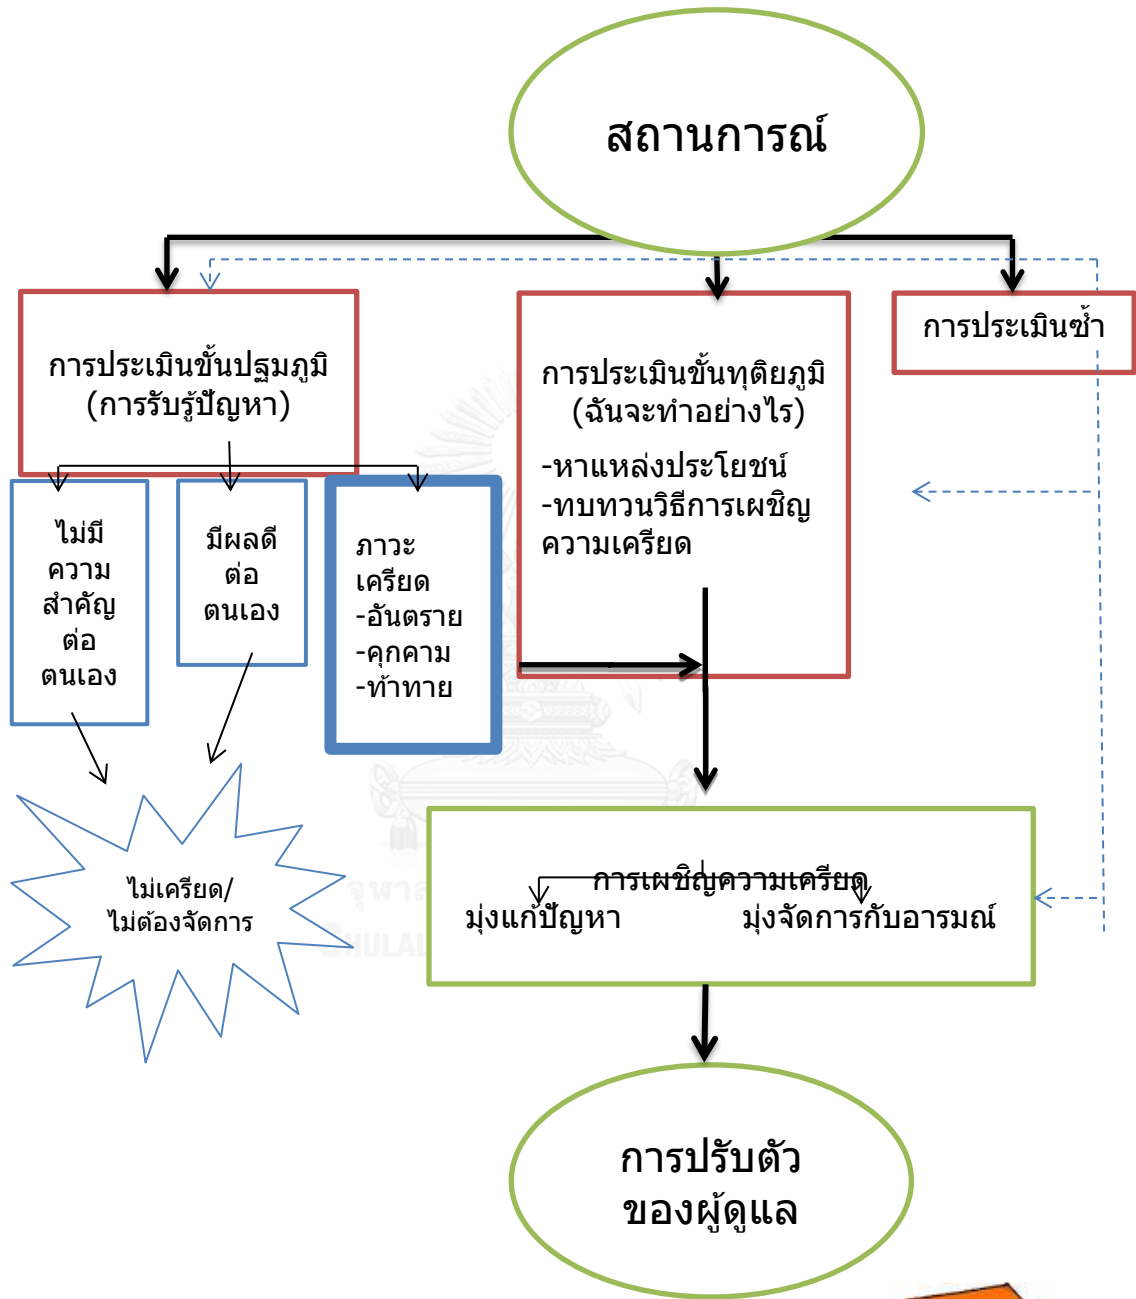 สถานการณ์
การประเมินขั้นปฐมภูมิ
(การรับรู้ปัญหา)
การประเมินขั้นทุติยภูมิ
(ฉันจะทำอย่างไร)
-หาแหล่งประโยชน์
-ทบทวนวิธีการเผชิญ
ความเครียด
การประเมินซ้ำ
ไม่มี
ความ
สำคัญ
ต่อ
ตนเอง
มีผลดี
ต่อ
ตนเอง
ภาวะ
เครียด
-อันตราย
-คุกคาม
-ท้าทาย
ไม่เครียด/
ไม่ต้องจัดการ
การเผชิญความเครียด
มุ่งแก้ปัญหา
มุ่งจัดการกับอารมณ์
การปรับตัว
ของผู้ดูแล